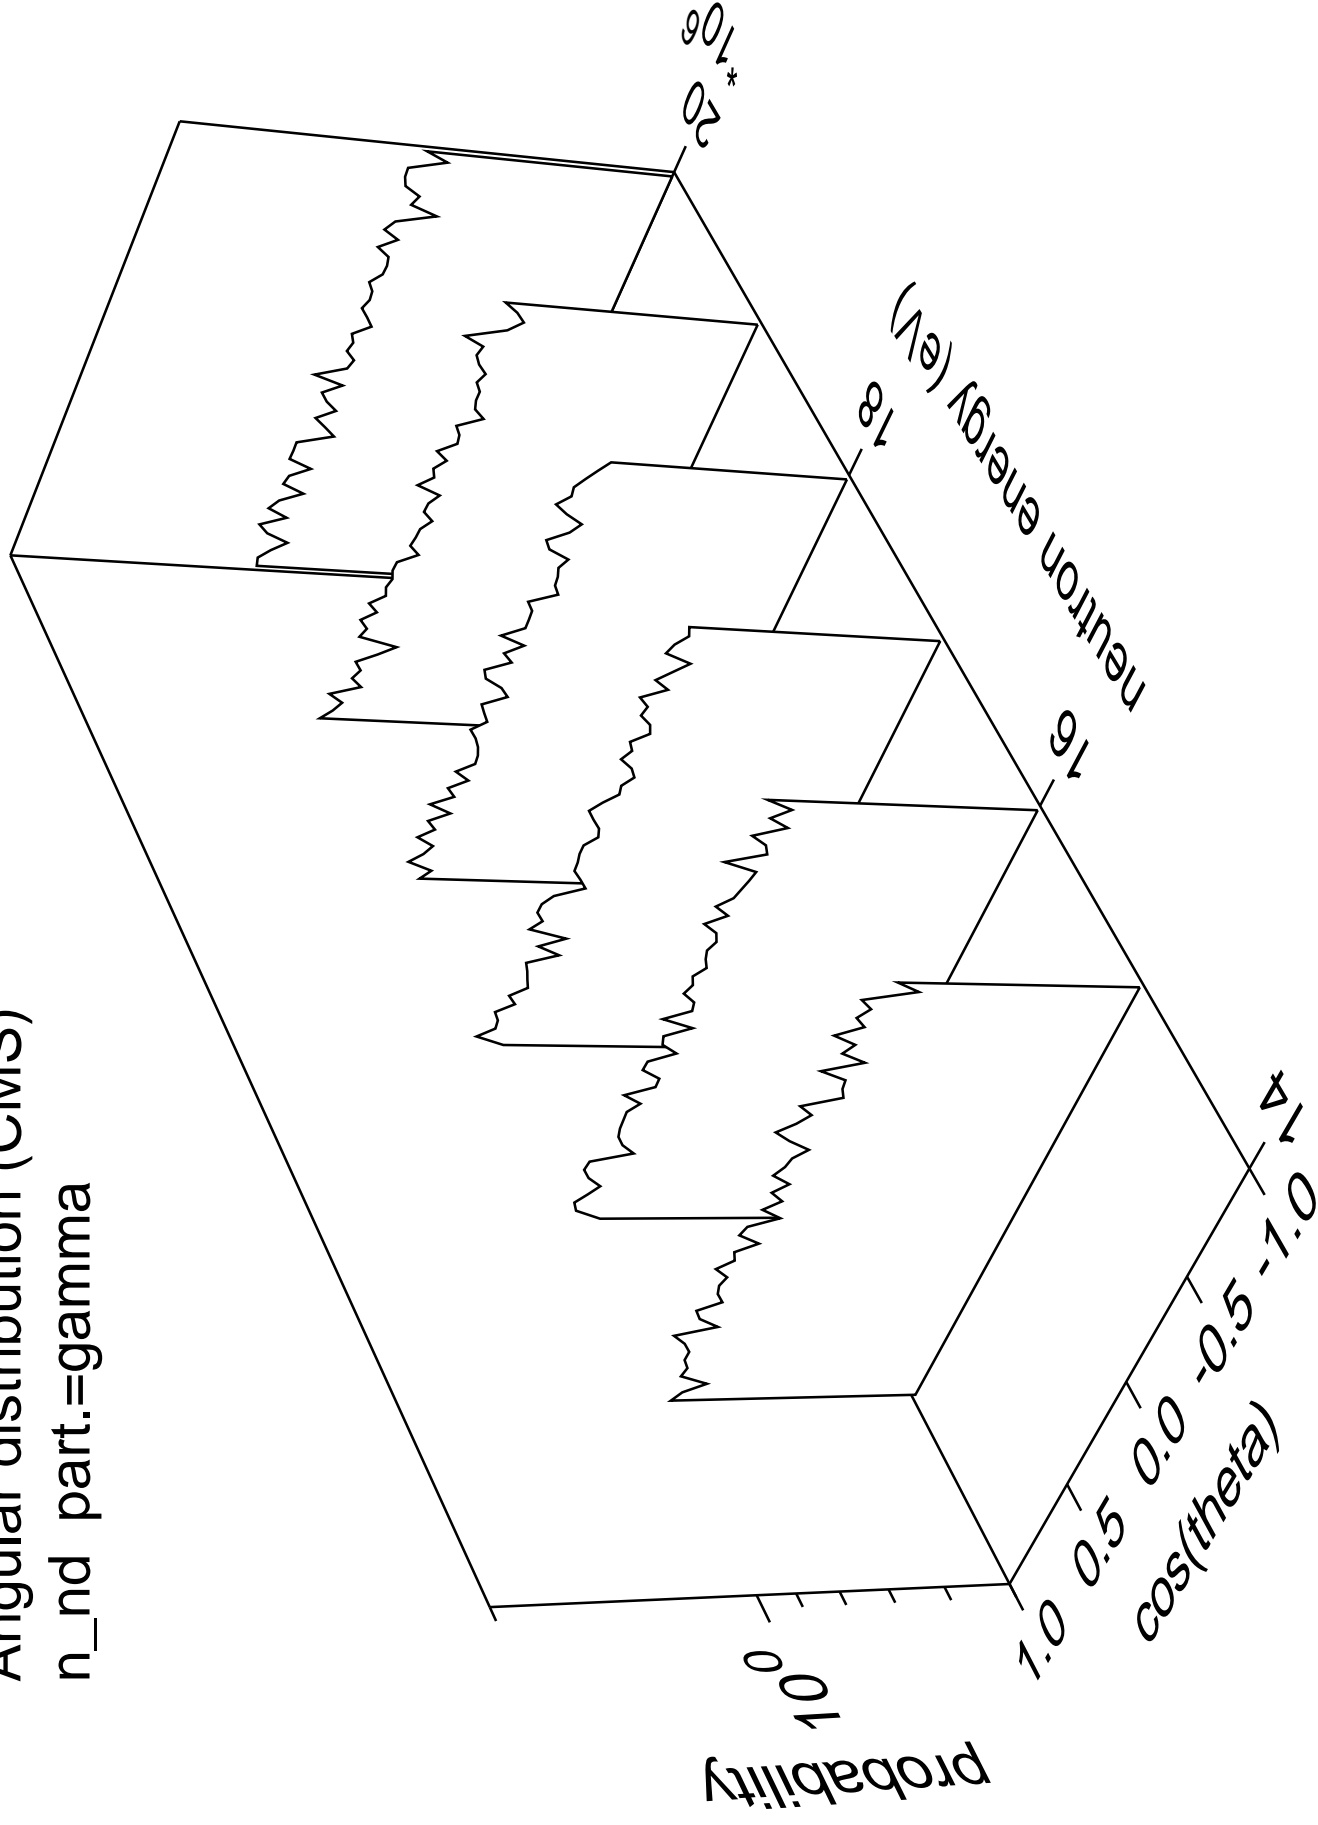 Angular distribution (CMS)
n_nd part.=gamma
probability
10^0
cos(theta)
1.0 0.5 0.0 -0.5 -1.0
neutron energy (eV)
14 16 18 20
*10^6